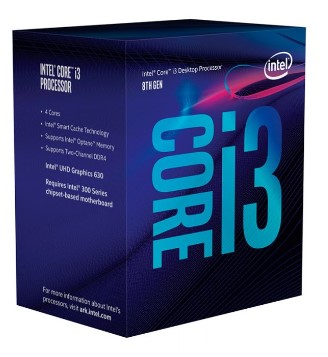 INTEL® CORE™ i3
PROCESSOR
• 4 Cores
• Intel® Smart Cache Technology
• Supports Intel® Optane™ Memory
• Supports Two-Channel DDR4
Intel® UHD Graphics 630
Requires Intel® 300 Series
chipset-based motherboard
For more information about Intel's
processors, visit ark.intel.com
Intel® Core™ i3 Desktop Processor
8TH GEN
intel
CORE
i3